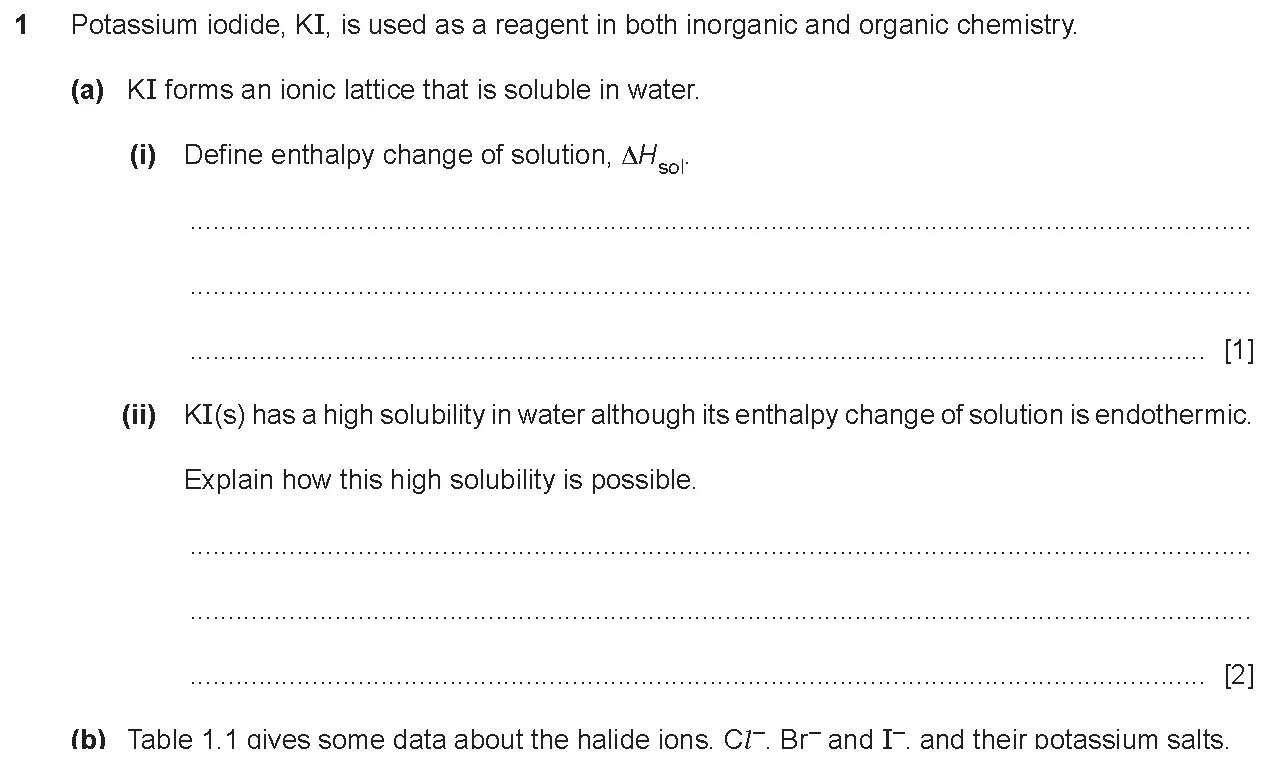 1 Potassium iodide, KI, is used as a reagent in both inorganic and organic chemistry.
(a) KI forms an ionic lattice that is soluble in water.
(i) Define enthalpy change of solution, ΔHsol.
..........................................................................................................................................
..........................................................................................................................................
.................................................................................................................................... [1]
(ii) KI(s) has a high solubility in water although its enthalpy change of solution is endothermic.
Explain how this high solubility is possible.
..........................................................................................................................................
..........................................................................................................................................
.................................................................................................................................... [2]
(b) Table 1.1 gives some data about the halide ions, Cl⁻, Br⁻ and I⁻, and their potassium salts.